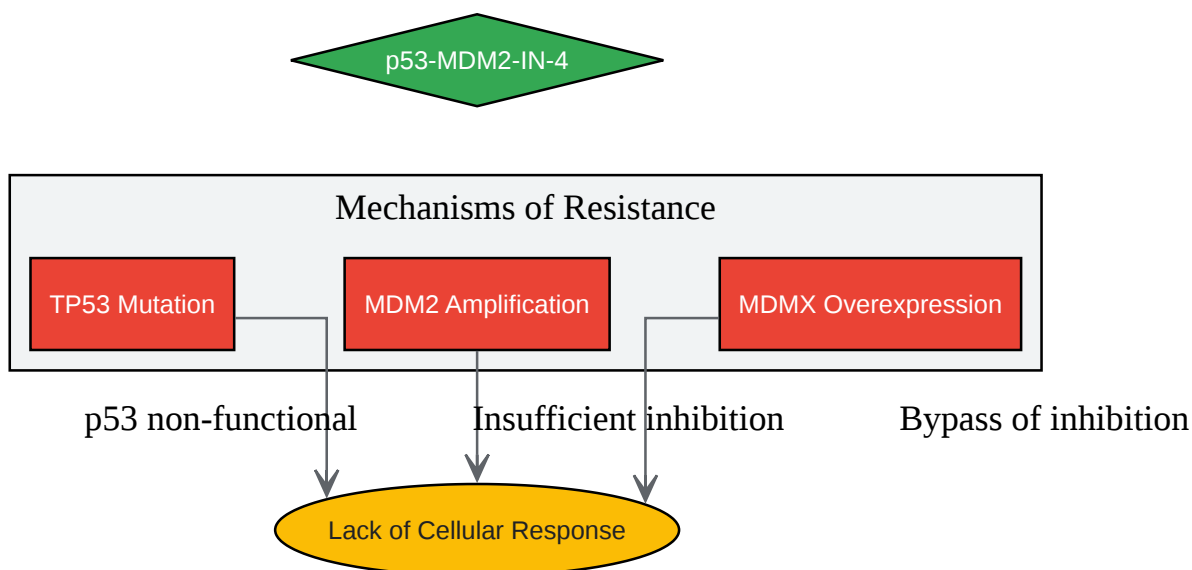 p53-MDM2-IN-4
Mechanisms of Resistance
TP53 Mutation
MDM2 Amplification
MDMX Overexpression
p53 non-functional
Insufficient inhibition
Bypass of inhibition
Lack of Cellular Response